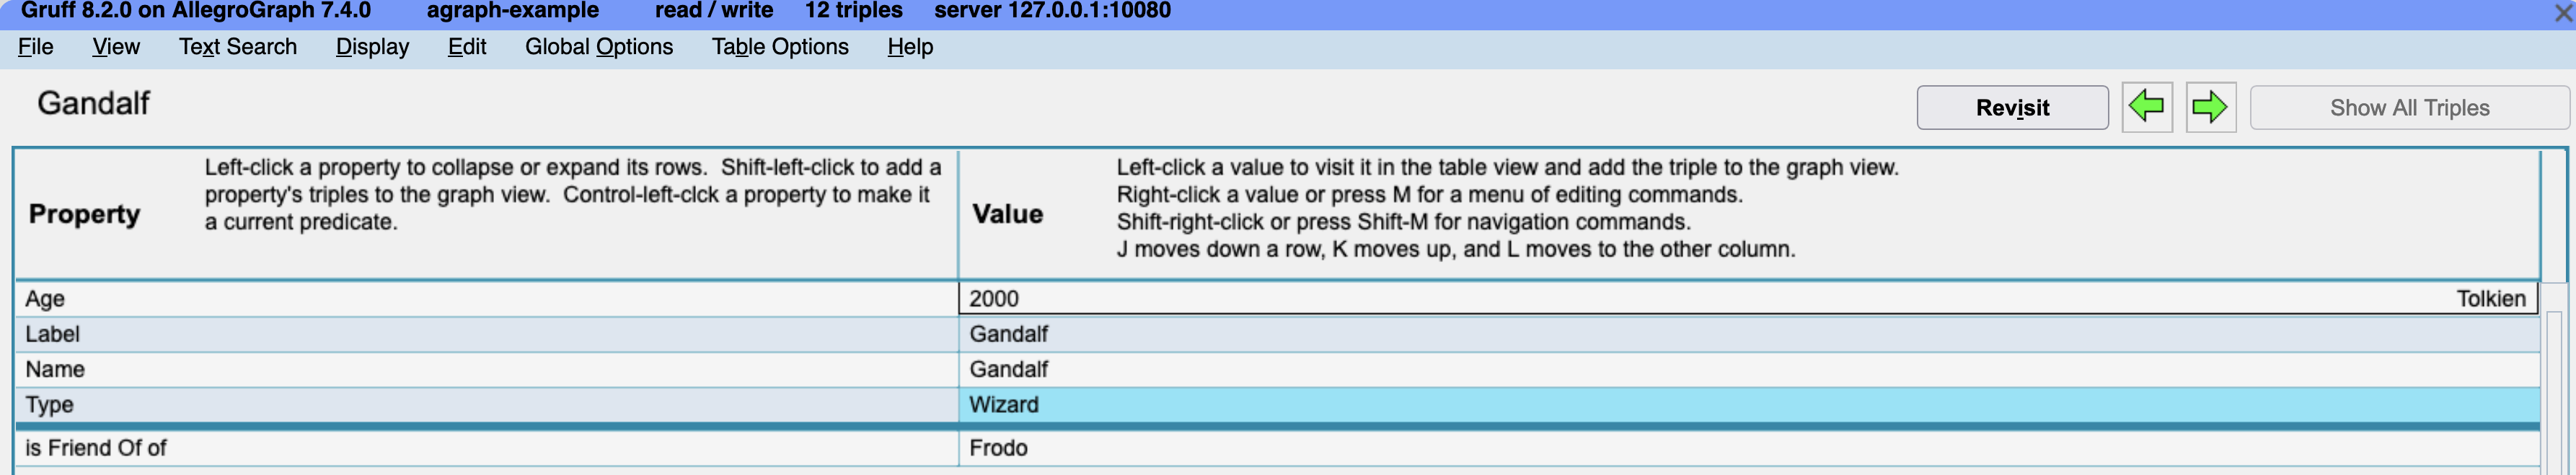 Gruff 8.2.0 on AllegroGraph 7.4.0 agraph-example read / write 12 triples server 127.0.0.1:10080
File View Text Search Display Edit Global Options Table Options Help
Gandalf Revisit Show All Triples
Property
Left-click a property to collapse or expand its rows. Shift-left-click to add a
property's triples to the graph view. Control-left-clck a property to make it
a current predicate.
Value
Left-click a value to visit it in the table view and add the triple to the graph view.
Right-click a value or press M for a menu of editing commands.
Shift-right-click or press Shift-M for navigation commands.
J moves down a row, K moves up, and L moves to the other column.
Age 2000 Tolkien
Label Gandalf
Name Gandalf
Type Wizard
is Friend Of of Frodo